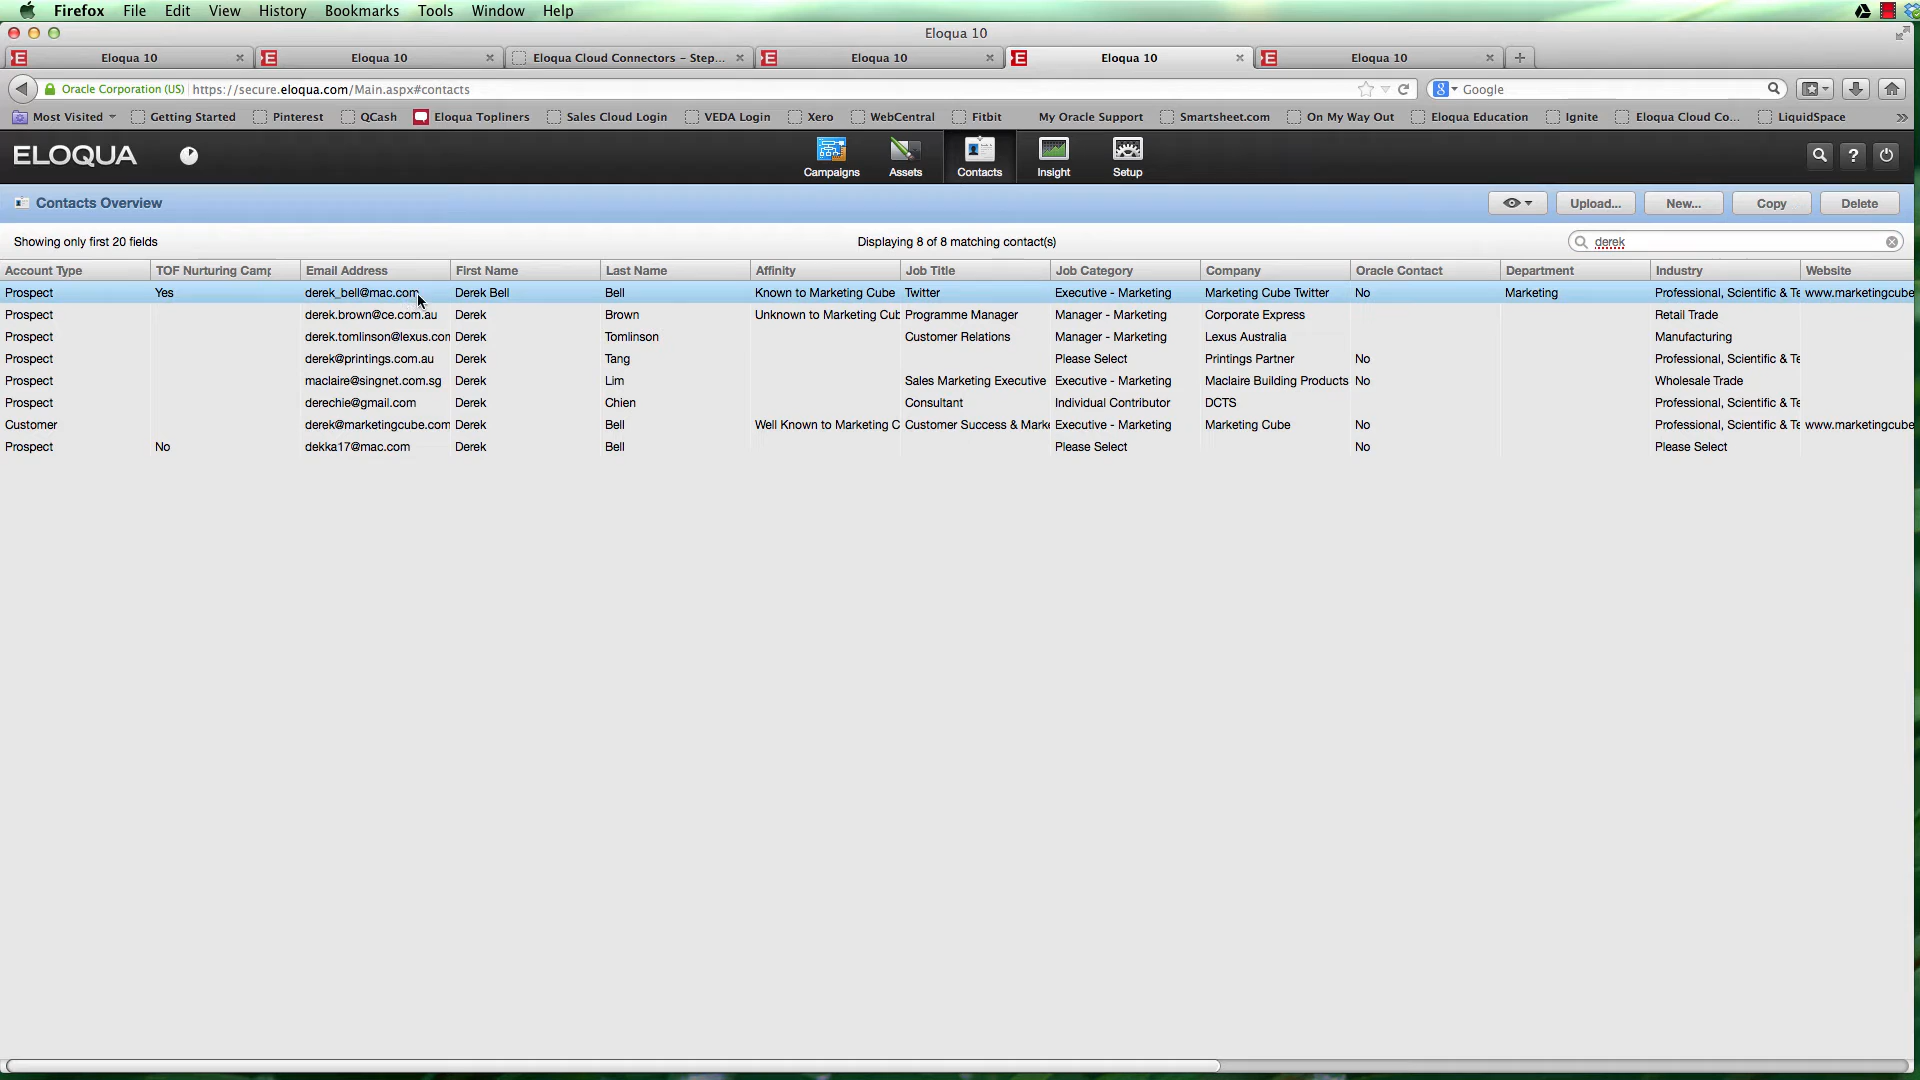 Firefox File Edit View History Bookmarks Tools Window Help
Eloqua 10
Eloqua 10 Eloqua 10 Eloqua Cloud Connectors – Step... Eloqua 10 Eloqua 10 Eloqua 10
Oracle Corporation (US) https://secure.eloqua.com/Main.aspx#contacts Google
Most Visited Getting Started Pinterest QCash Eloqua Topliners Sales Cloud Login VEDA Login Xero WebCentral Fitbit My Oracle Support Smartsheet.com On My Way Out Eloqua Education Ignite Eloqua Cloud Co... LiquidSpace
ELOQUA Campaigns Assets Contacts Insight Setup ?
Contacts Overview Upload... New... Copy Delete
Showing only first 20 fields Displaying 8 of 8 matching contact(s) derek
Account Type TOF Nurturing Camp Email Address First Name Last Name Affinity Job Title Job Category Company Oracle Contact Department Industry Website
Prospect Yes derek_bell@mac.com Derek Bell Bell Known to Marketing Cube Twitter Executive - Marketing Marketing Cube Twitter No Marketing Professional, Scientific & Te www.marketingcube
Prospect derek.brown@ce.com.au Derek Brown Unknown to Marketing Cub Programme Manager Manager - Marketing Corporate Express Retail Trade
Prospect derek.tomlinson@lexus.com Derek Tomlinson Customer Relations Manager - Marketing Lexus Australia Manufacturing
Prospect derek@printings.com.au Derek Tang Please Select Printings Partner No Professional, Scientific & Te
Prospect maclaire@singnet.com.sg Derek Lim Sales Marketing Executive Executive - Marketing Maclaire Building Products No Wholesale Trade
Prospect derechie@gmail.com Derek Chien Consultant Individual Contributor DCTS Professional, Scientific & Te
Customer derek@marketingcube.com Derek Bell Well Known to Marketing C Customer Success & Marke Executive - Marketing Marketing Cube No Professional, Scientific & Te www.marketingcube
Prospect No dekka17@mac.com Derek Bell Please Select No Please Select